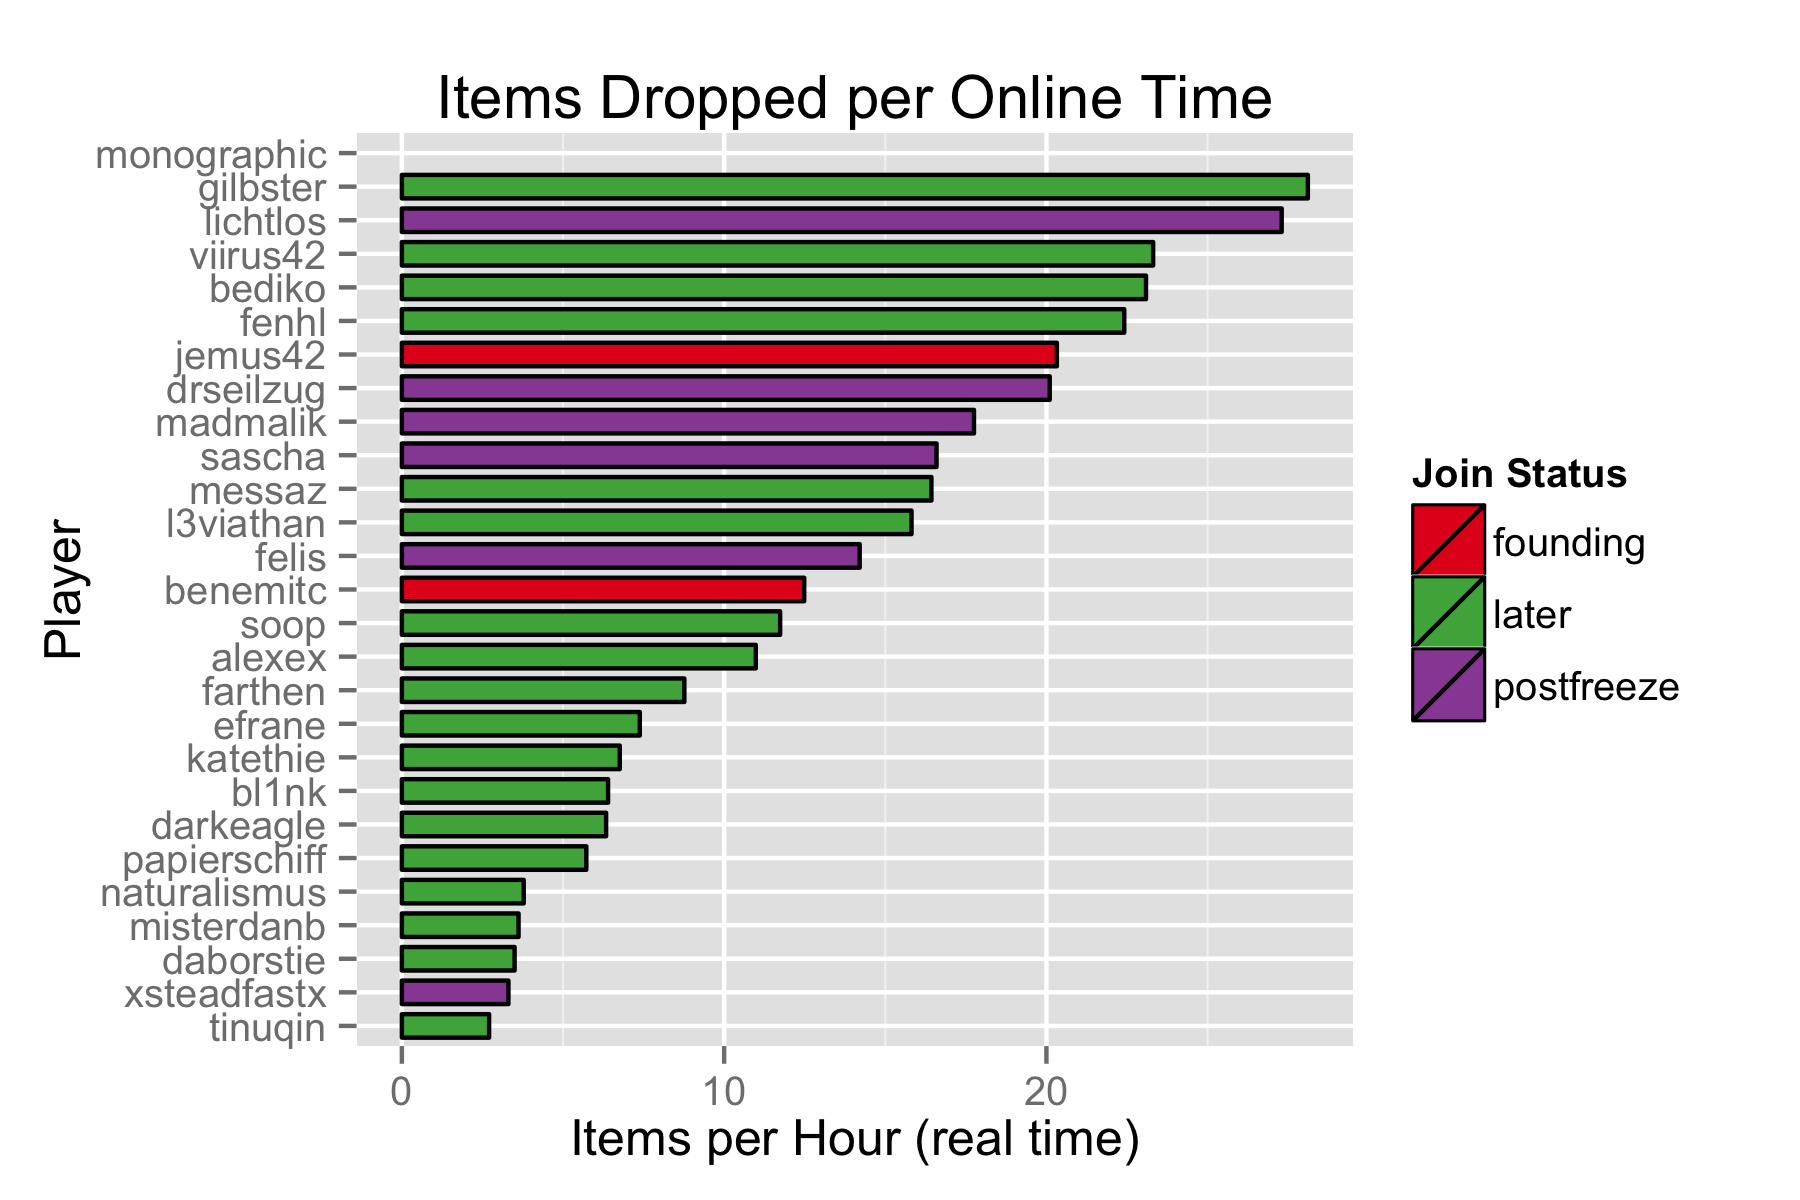 Items Dropped per Online Time
monographic
gilbster
lichtlos
viirus42
bediko
fenhl
jemus42
drseilzug
madmalik
sascha
messaz
l3viathan
felis
benemitc
soop
alexex
farthen
efrane
katethie
bl1nk
darkeagle
papierschiff
naturalismus
misterdanb
daborstie
xsteadfastx
tinuqin
Player
0 10 20
Items per Hour (real time)
Join Status
founding
later
postfreeze